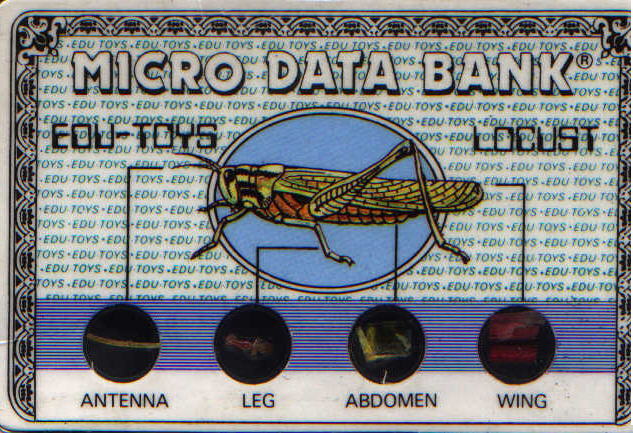 MICRO DATA BANK®
EDU-TOYS LOCUST
ANTENNA LEG ABDOMEN WING